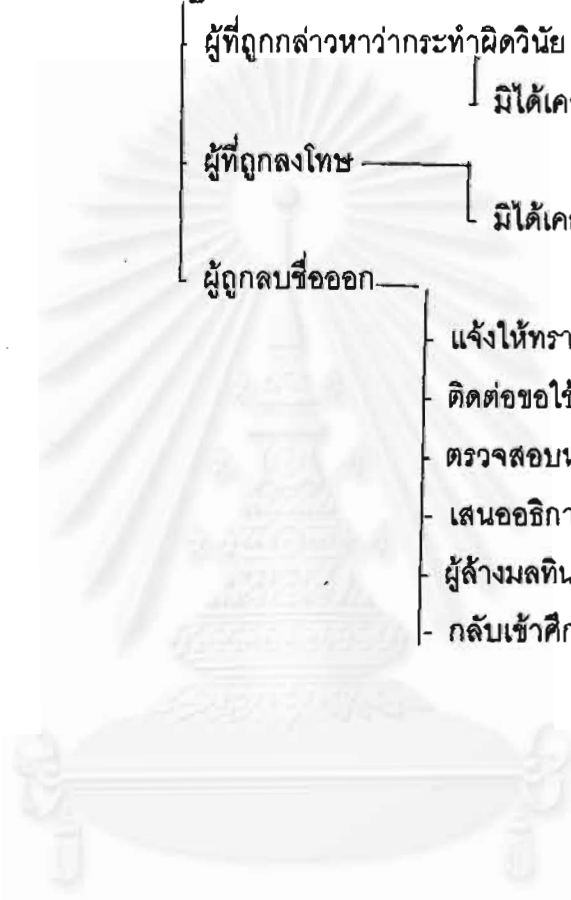 ผู้ที่ถูกกล่าวหาว่ากระทำผิดวินัย
มิได้เค
ผู้ที่ถูกลงโทษ
มิได้เค
ผู้ถูกลบชื่อออก
แจ้งให้ทรา
ติดต่อขอใ
ตรวจสอบ
เสนออธิกา
ผู้ล้างมลทิน
กลับเข้าศึก